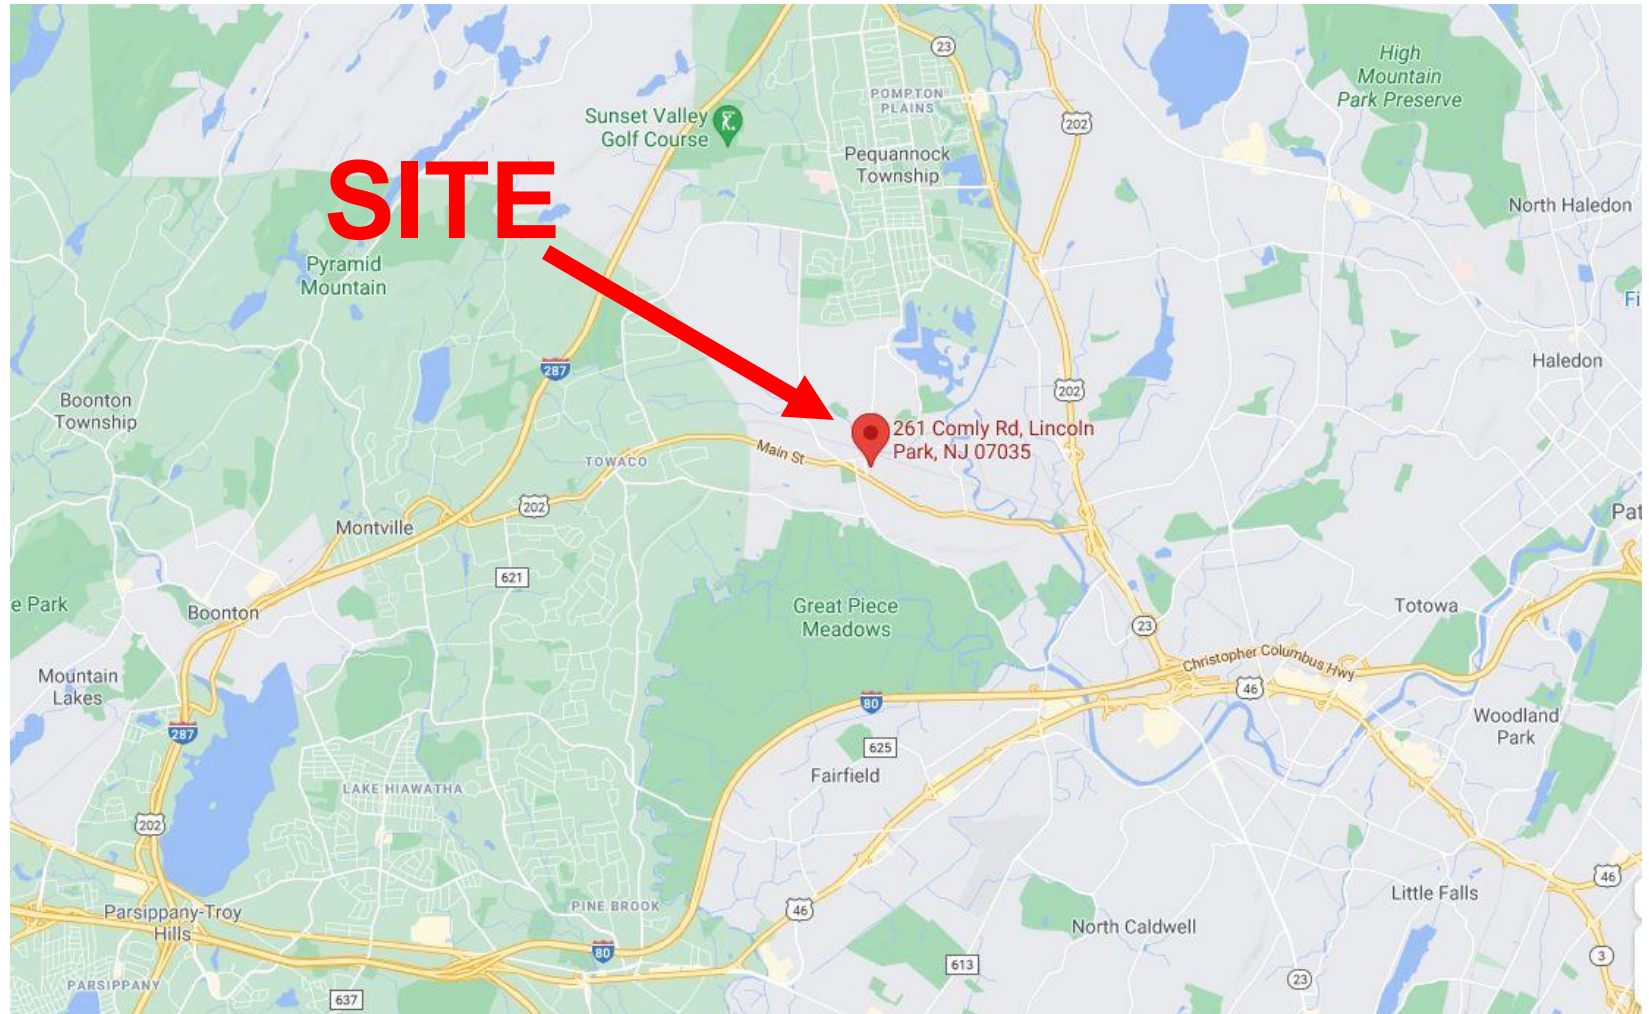 23
High
Mountain
Park Preserve
POMPTON
PLAINS
Sunset Valley
Golf Course
202
Pequannock
Township
SITE
North Haledon
Pyramid
Mountain
Fi
287
Haledon
202
Boonton
Township
261 Comly Rd, Lincoln
Park, NJ 07035
Main St
TOWACO
202
Montville
Pat
621
e Park
Boonton
Great Piece
Meadows
Totowa
23
Christopher Columbus Hwy
Mountain
Lakes
46
80
Woodland
Park
287
625
Fairfield
LAKE HIAWATHA
202
46
Little Falls
PINE BROOK
46
Parsippany-Troy
Hills
North Caldwell
80
3
613
23
PARSIPPANY
637